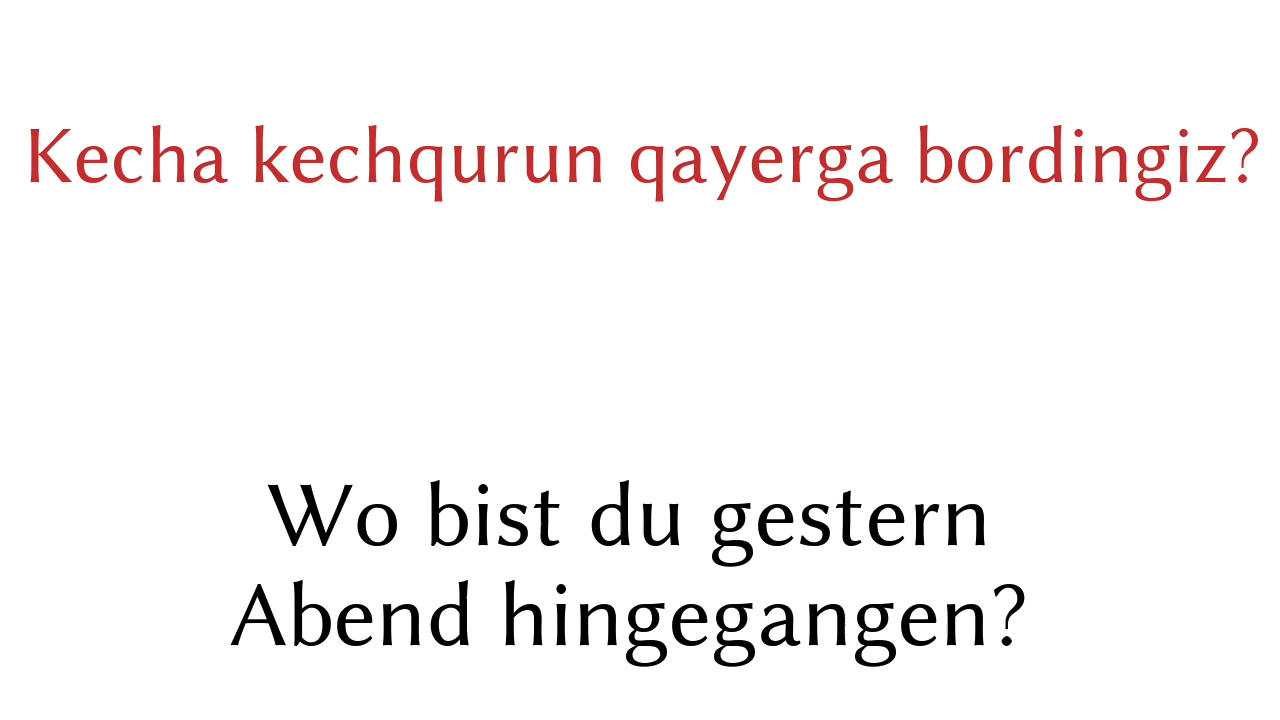 Kecha kechqurun qayerga bordingiz?
Wo bist du gestern
Abend hingegangen?